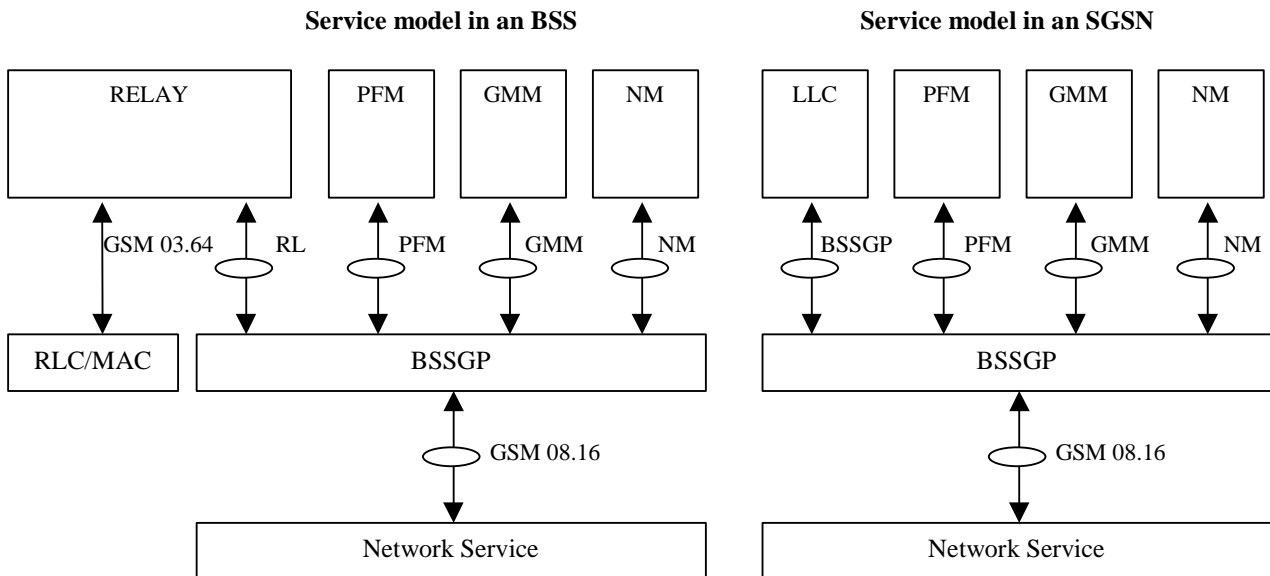 Service model in an BSS
Service model in an SGSN
RELAY
PFM
GMM
NM
LLC
PFM
GMM
NM
GSM 03.64
RL
PFM
GMM
NM
BSSGP
PFM
GMM
NM
RLC/MAC
BSSGP
BSSGP
GSM 08.16
GSM 08.16
Network Service
Network Service